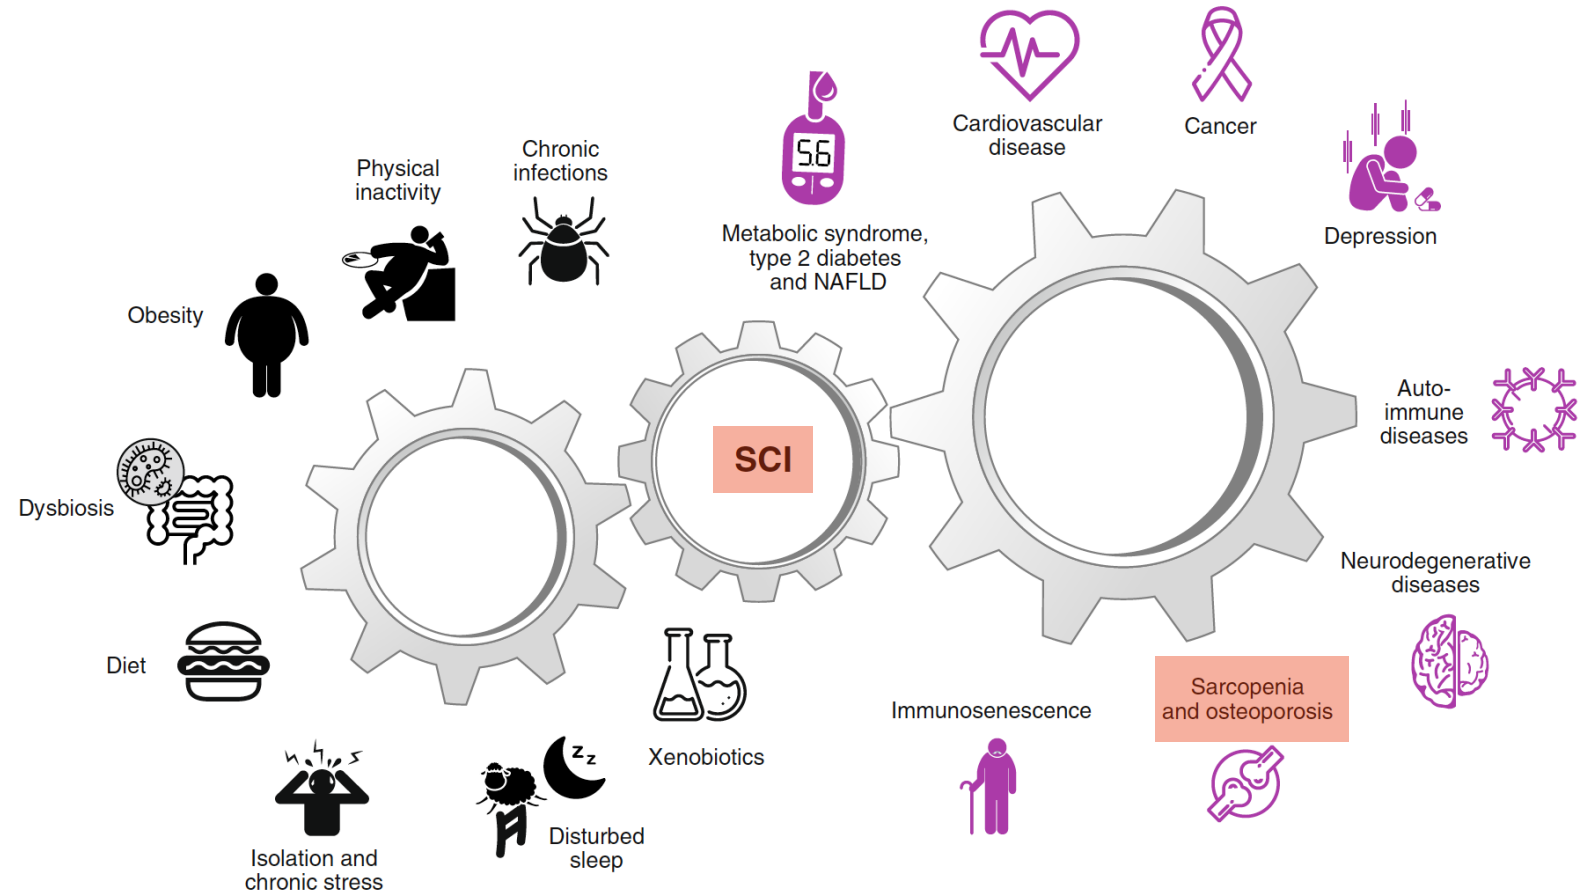 Cardiovascular
disease
Cancer
Chronic
infections
Physical
inactivity
5.6
Depression
Metabolic syndrome,
type 2 diabetes
and NAFLD
Obesity
Auto-
immune
diseases
SCI
Dysbiosis
Neurodegenerative
diseases
Diet
Sarcopenia
and osteoporosis
Immunosenescence
Xenobiotics
z z
Disturbed
sleep
Isolation and
chronic stress